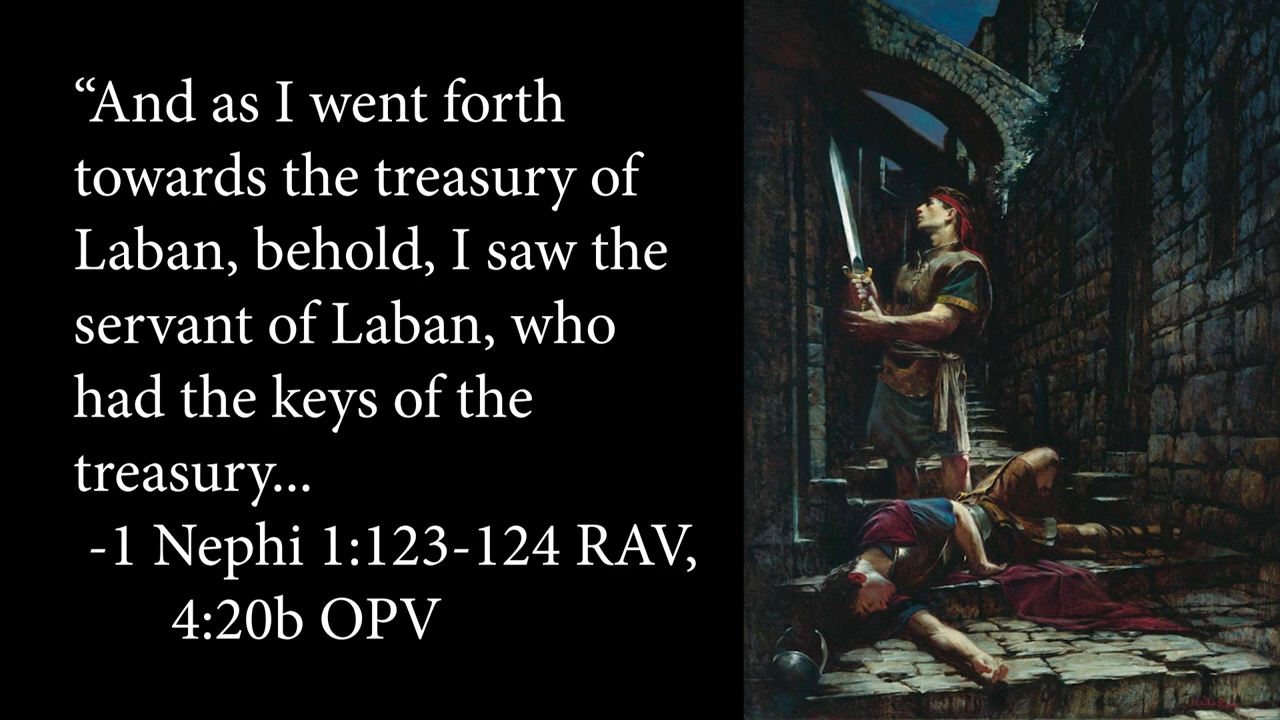 “And as I went forth
towards the treasury of
Laban, behold, I saw the
servant of Laban, who
had the keys of the
treasury...
-1 Nephi 1:123-124 RAV,
4:20b OPV